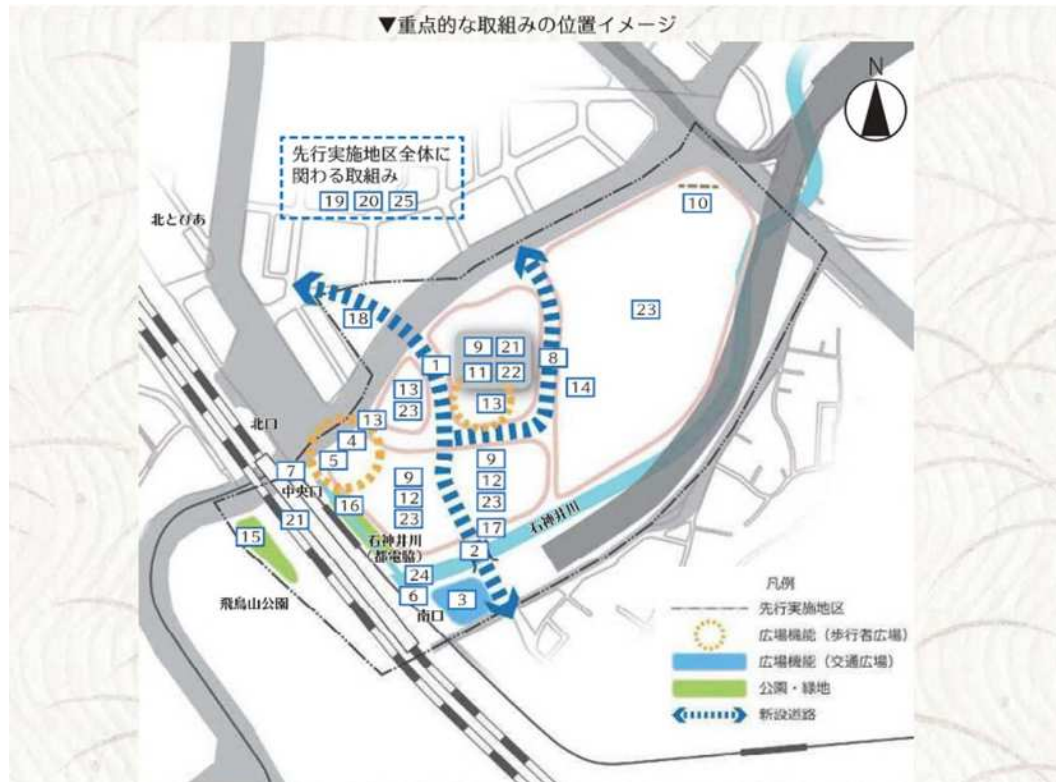 ▼重点的な取組みの位置イメージ
N
先行実施地区全体に
関わる取組み
19 20 25
北とぴあ
10
18
23
1
9 21
11 22
8
13
23
13
14
北口
13
4
5
7
中央口
9
12
23
9
12
23
16
21
石神井川
(都電脇)
17
石神井川
15
2
24
飛鳥山公園
6
3
南口
凡例
先行実施地区
広場機能(歩行者広場)
広場機能(交通広場)
公園・緑地
新設道路